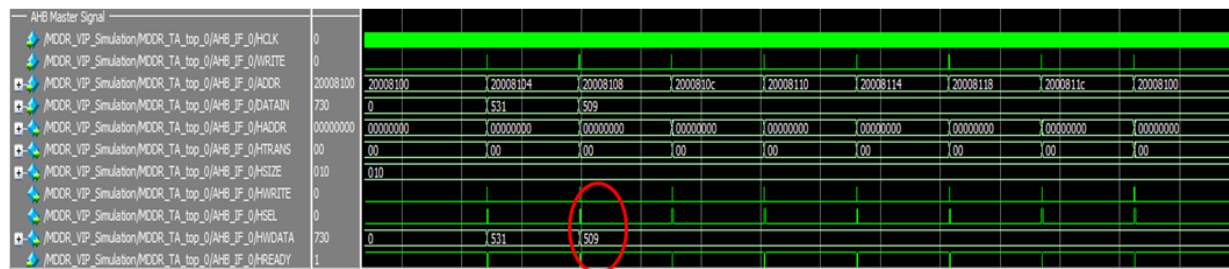 AHB Master Signal
/MDDR_VIP_Simulation/MDDR_TA_top_0/AHB_IF_0/HCLK 0
/MDDR_VIP_Simulation/MDDR_TA_top_0/AHB_IF_0/WRITE 0
/MDDR_VIP_Simulation/MDDR_TA_top_0/AHB_IF_0/ADDR 20008100 20008100 20008104 20008108 2000810c 20008110 20008114 20008118 2000811c 20008100
/MDDR_VIP_Simulation/MDDR_TA_top_0/AHB_IF_0/DATAIN 730 0 531 509
/MDDR_VIP_Simulation/MDDR_TA_top_0/AHB_IF_0/HADDR 00000000 00000000 00000000 00000000 00000000 00000000 00000000 00000000 00000000 00000000
/MDDR_VIP_Simulation/MDDR_TA_top_0/AHB_IF_0/HTRANS 00 00 00 00 00 00 00 00 00 00
/MDDR_VIP_Simulation/MDDR_TA_top_0/AHB_IF_0/HSIZE 010 010
/MDDR_VIP_Simulation/MDDR_TA_top_0/AHB_IF_0/HWRITE 0
/MDDR_VIP_Simulation/MDDR_TA_top_0/AHB_IF_0/HSEL 0
/MDDR_VIP_Simulation/MDDR_TA_top_0/AHB_IF_0/HWDATA 730 0 531 509
/MDDR_VIP_Simulation/MDDR_TA_top_0/AHB_IF_0/HREADY 1